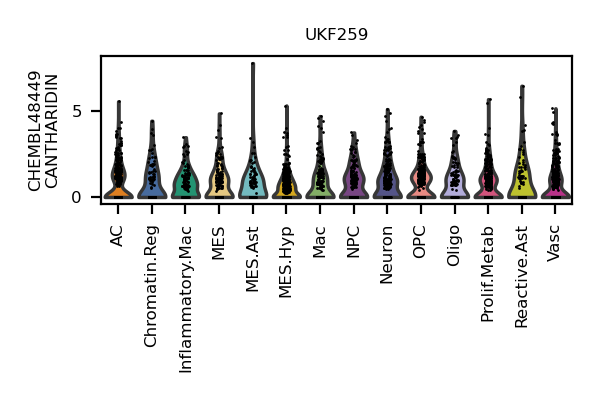 UKF259
CHEMBL48449
CANTHARIDIN
5
0
AC
Chromatin.Reg
Inflammatory.Mac
MES
MES.Ast
MES.Hyp
Mac
NPC
Neuron
OPC
Oligo
Prolif.Metab
Reactive.Ast
Vasc